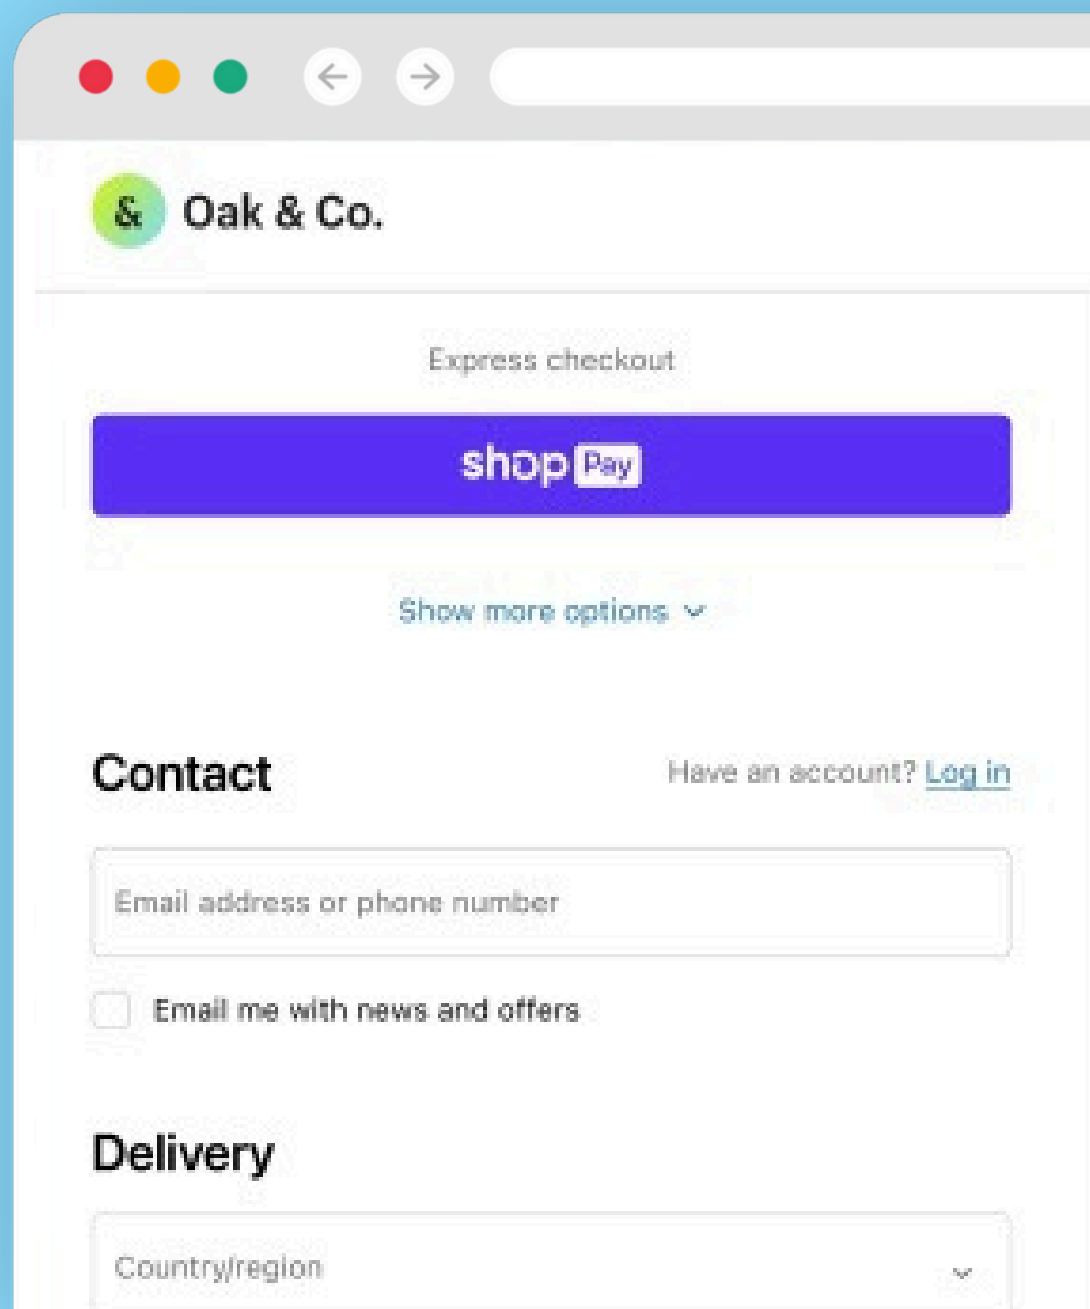 & Oak & Co.
Express checkout
shop Pay
Show more options
Contact
Have an account? Log in
Email address or phone number
Email me with news and offers
Delivery
Country/region